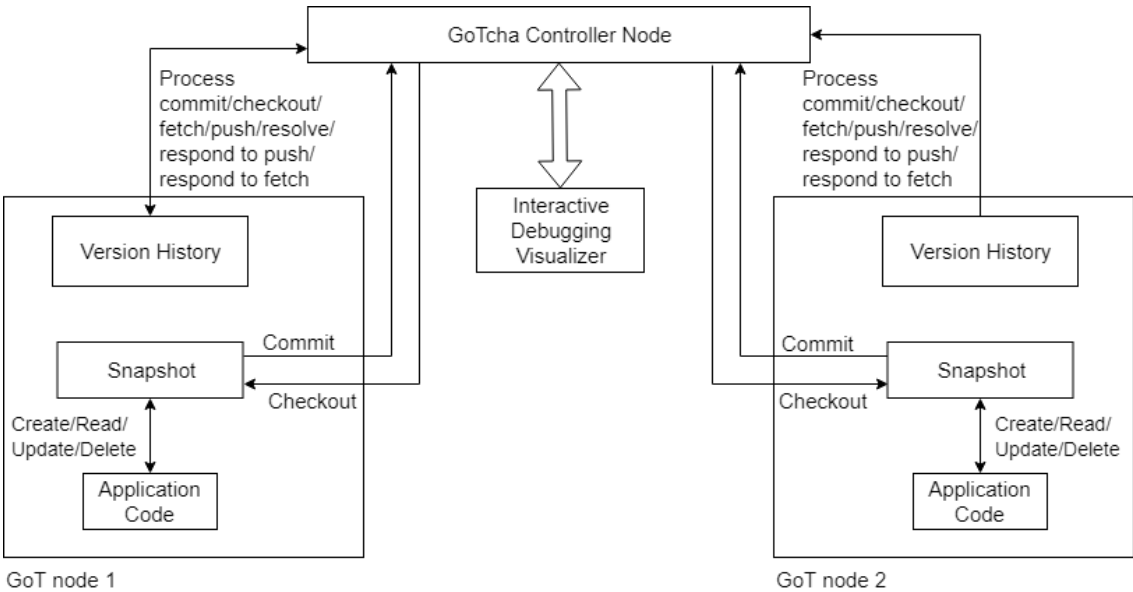 GoTcha Controller Node
Process
commit/checkout/
fetch/push/resolve/
respond to push/
respond to fetch
Process
commit/checkout/
fetch/push/resolve/
respond to push/
respond to fetch
Interactive
Debugging
Visualizer
Version History
Commit
Snapshot
Checkout
Create/Read/
Update/Delete
Application
Code
GoT node 1
Version History
Commit
Snapshot
Checkout
Create/Read/
Update/Delete
Application
Code
GoT node 2